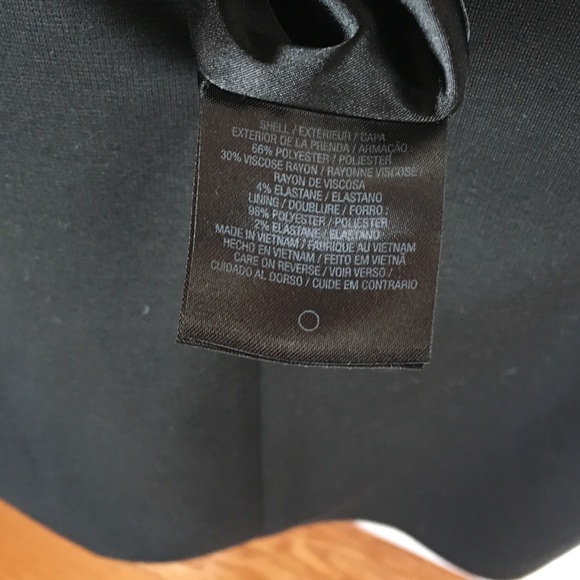 SHELL / EXTÉRIEUR / CAPA
EXTERIOR DE LA PRENDA / ARMAÇÃO :
66% POLYESTER / POLIESTER
30% VISCOSE RAYON / RAYONNE VISCOSE /
RAYON DE VISCOSA
4% ELASTANE / ELASTANO
LINING / DOUBLURE / FORRO :
98% POLYESTER / POLIESTER
2% ELASTANE / ELASTANO
MADE IN VIETNAM / FABRIQUE AU VIETNAM
HECHO EN VIETNAM / FEITO EM VIETNÃ
CARE ON REVERSE / VOIR VERSO /
CUIDADO AL DORSO / CUIDE EM CONTRÁRIO